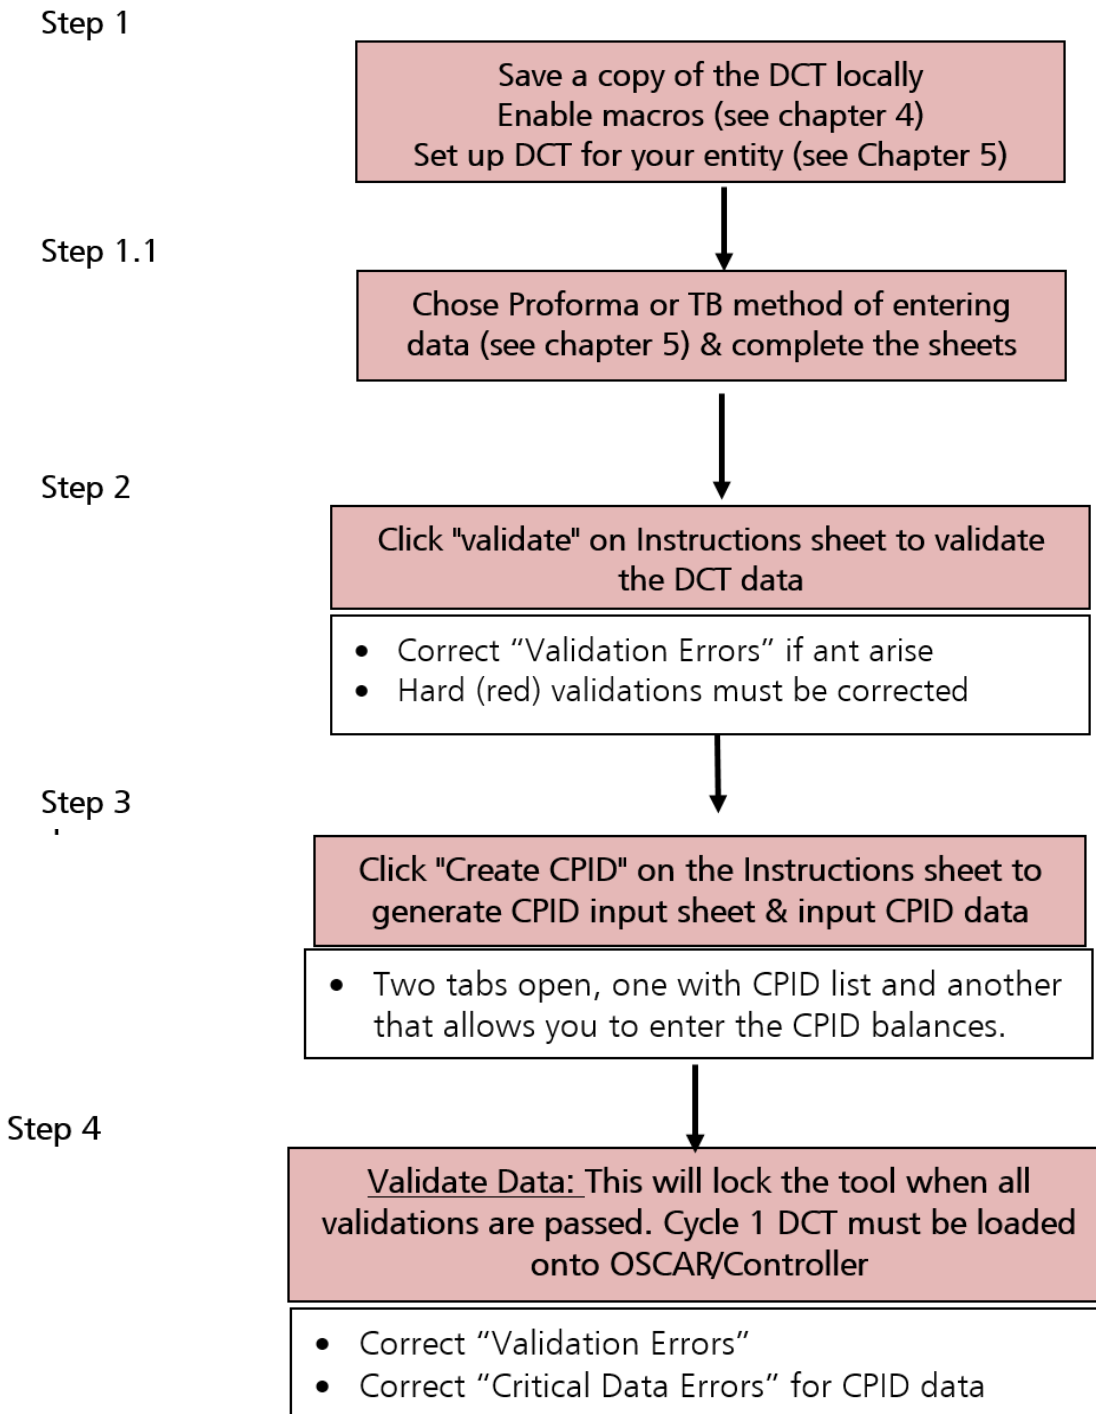 Step 1
Save a copy of the DCT locally
Enable macros (see chapter 4)
Set up DCT for your entity (see Chapter 5)
Step 1.1
Chose Proforma or TB method of entering
data (see chapter 5) & complete the sheets
Step 2
Click "validate" on Instructions sheet to validate
the DCT data
• Correct “Validation Errors” if ant arise
• Hard (red) validations must be corrected
Step 3
Click "Create CPID" on the Instructions sheet to
generate CPID input sheet & input CPID data
• Two tabs open, one with CPID list and another
that allows you to enter the CPID balances.
Step 4
Validate Data: This will lock the tool when all
validations are passed. Cycle 1 DCT must be loaded
onto OSCAR/Controller
• Correct “Validation Errors”
• Correct “Critical Data Errors” for CPID data